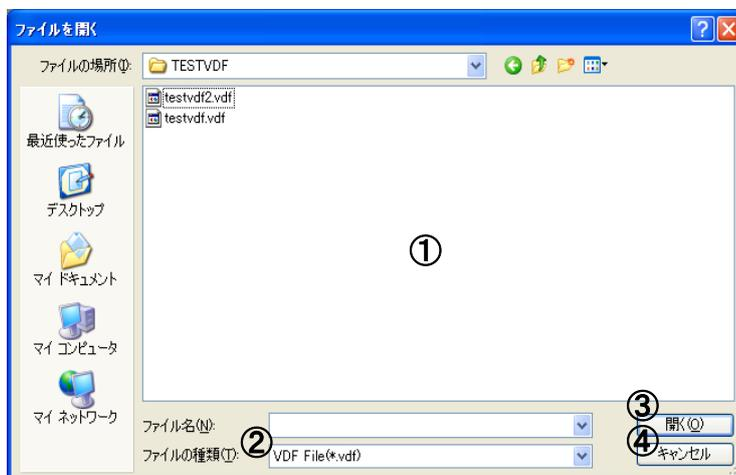 ファイルを開く
ファイルの場所(I):
TESTVDF
testvdf2.vdf
testvdf.vdf
最近使ったファイル
デスクトップ
マイ ドキュメント
マイ コンピュータ
マイ ネットワーク
①
ファイル名(N):
③
開く(O)
ファイルの種類(T):
②
VDF File(*.vdf)
④
キャンセル